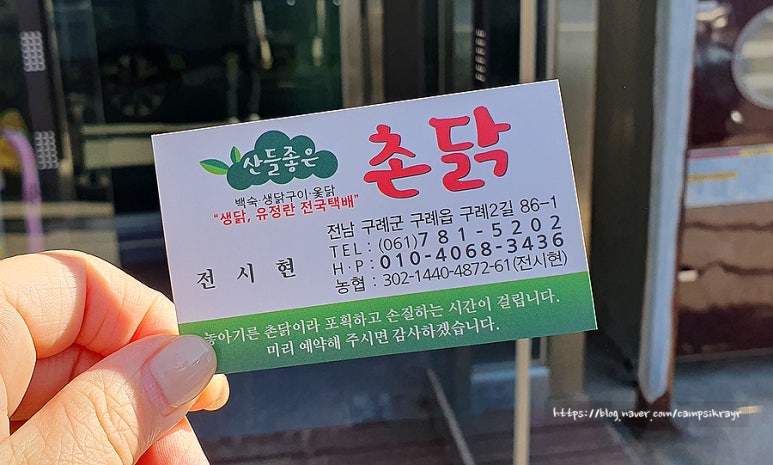 산들좋은
촌닭
백숙·생닭구이·옻닭
"생닭, 유정란 전국택배"
전남 구례군 구례읍 구례2길 86-1
TEL : (061)781-5202
H·P : 010-4068-3436
농협 : 302-1440-4872-61(전시현)
전 시 현
놓아기른 촌닭이라 포획하고 손질하는 시간이 걸립니다.
미리 예약해 주시면 감사하겠습니다.
https://blog.naver.com/campsikrayr